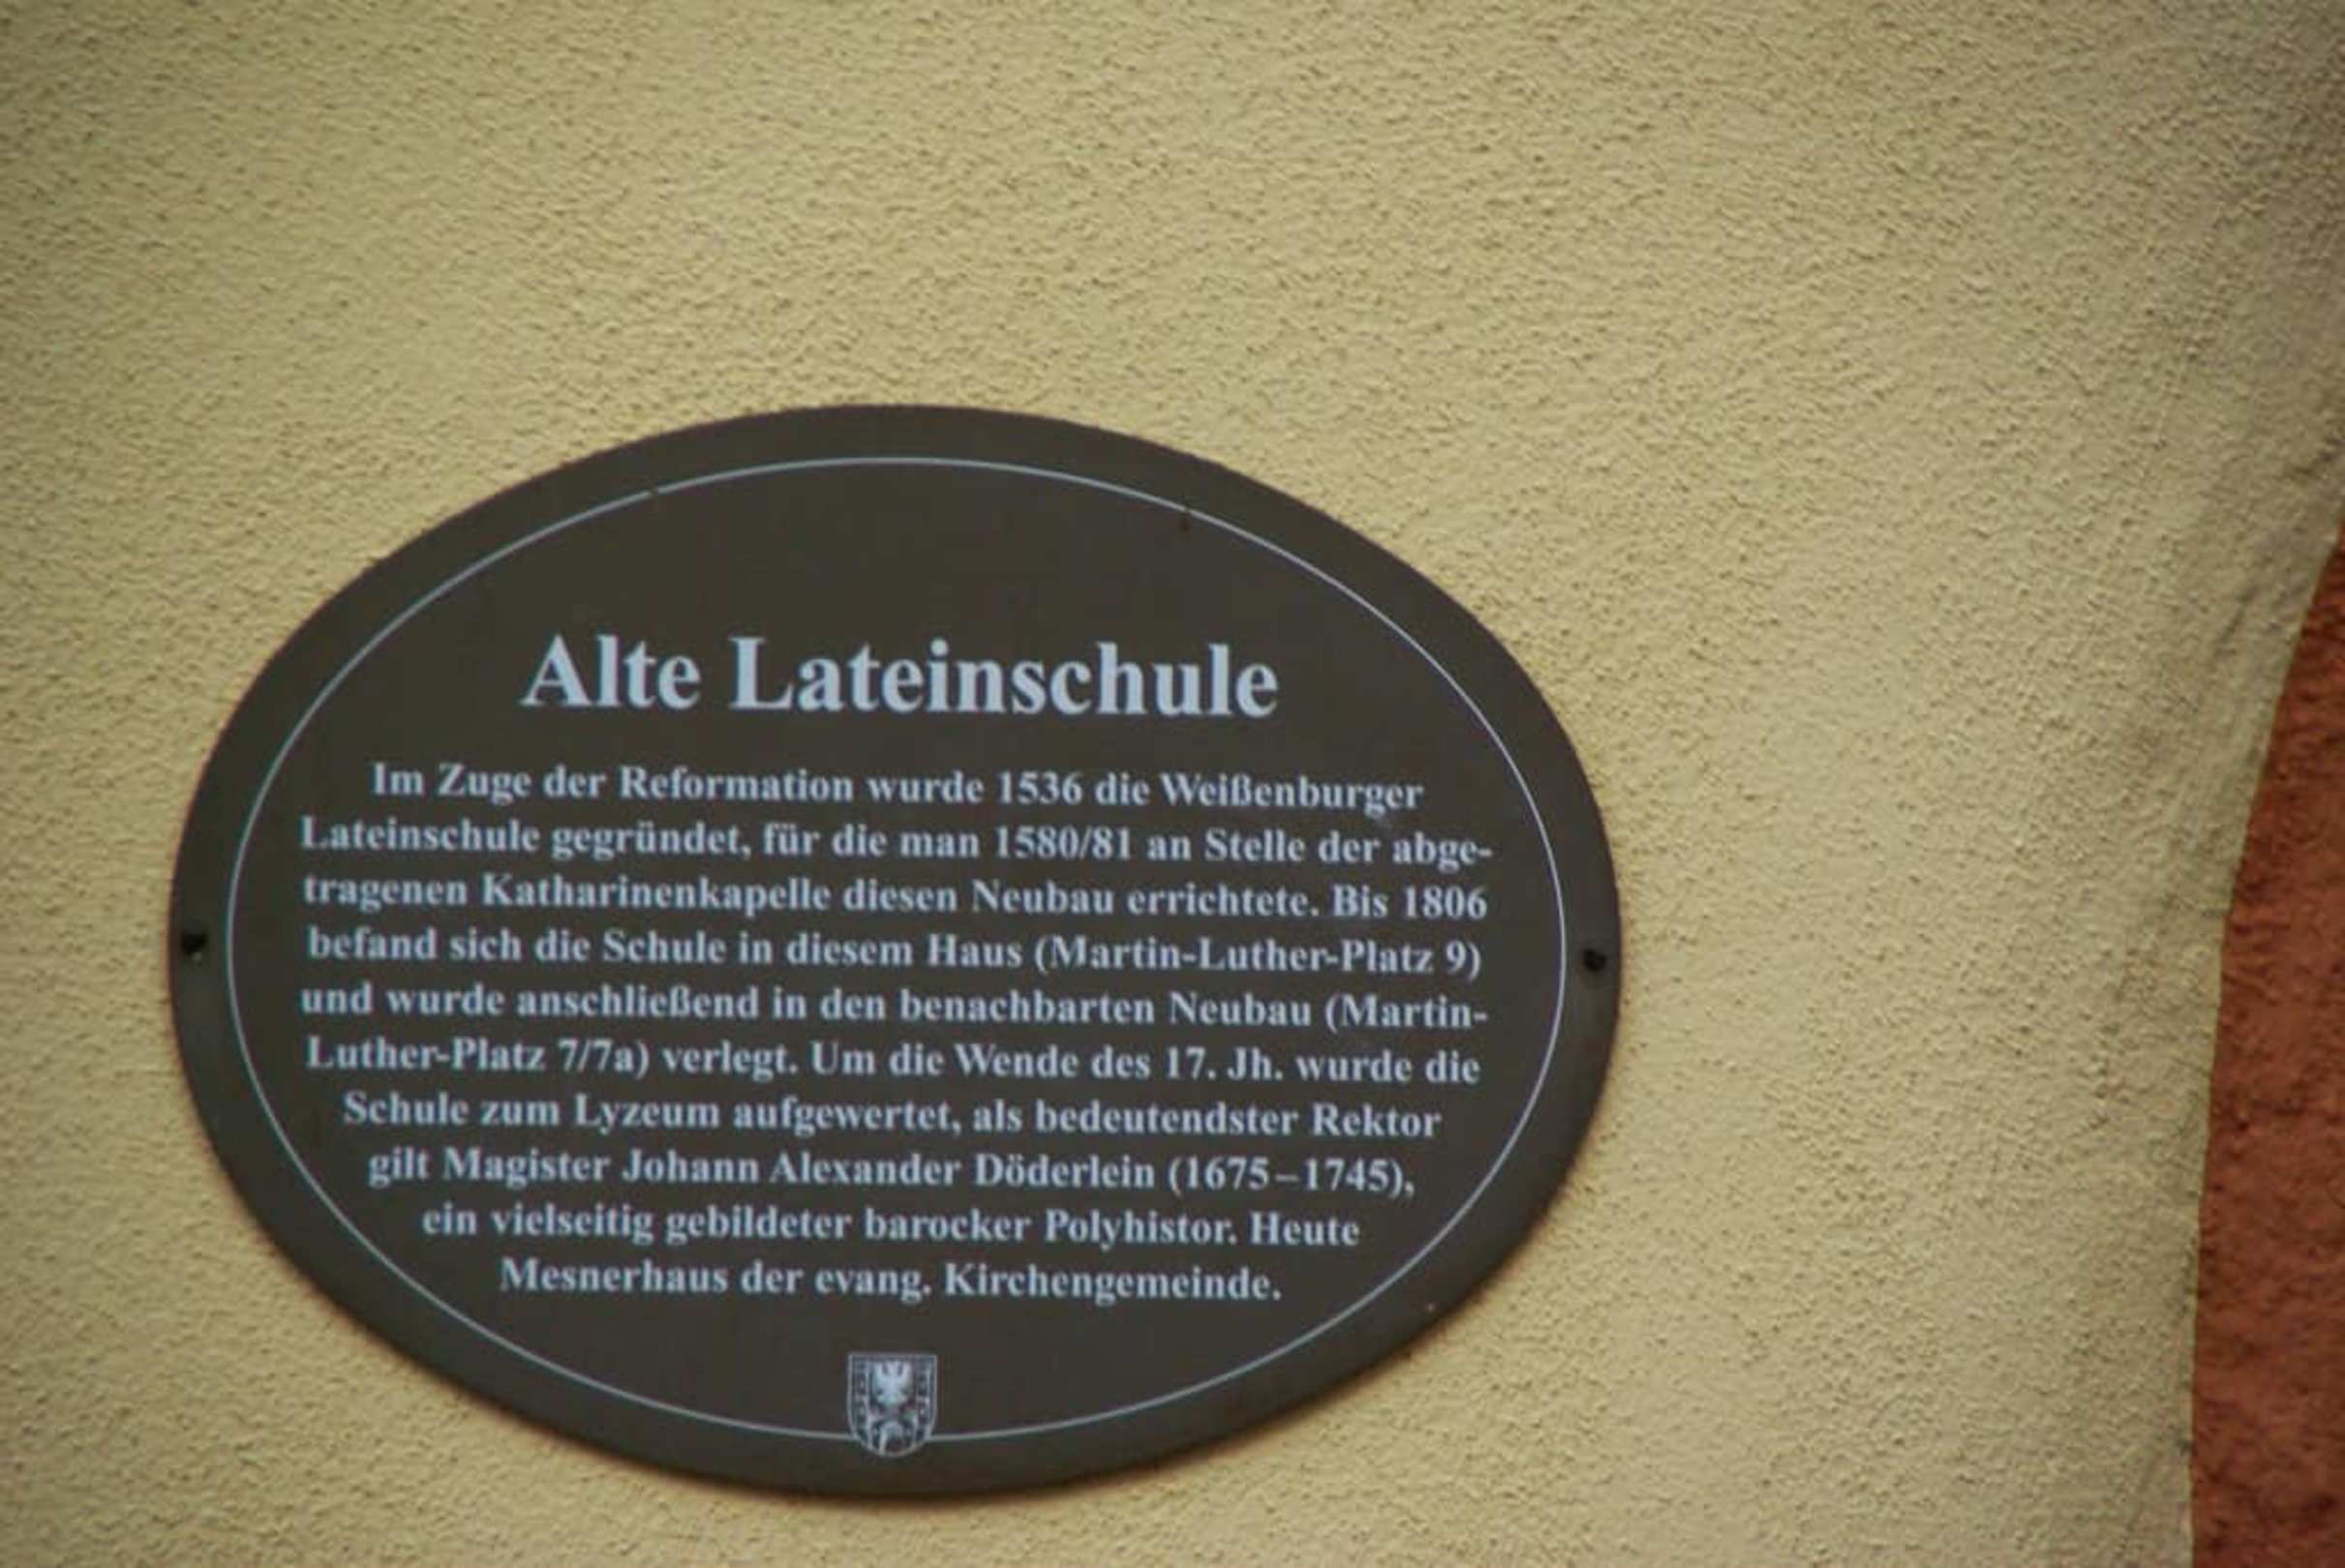 Alte Lateinschule
Im Zuge der Reformation wurde 1536 die Weißenburger
Lateinschule gegründet, für die man 1580/81 an Stelle der abge-
tragenen Katharinenkapelle diesen Neubau errichtete. Bis 1806
befand sich die Schule in diesem Haus (Martin-Luther-Platz 9)
und wurde anschließend in den benachbarten Neubau (Martin-
Luther-Platz 7/7a) verlegt. Um die Wende des 17. Jh. wurde die
Schule zum Lyzeum aufgewertet, als bedeutendster Rektor
gilt Magister Johann Alexander Döderlein (1675–1745),
ein vielseitig gebildeter barocker Polyhistor. Heute
Mesnerhaus der evang. Kirchengemeinde.